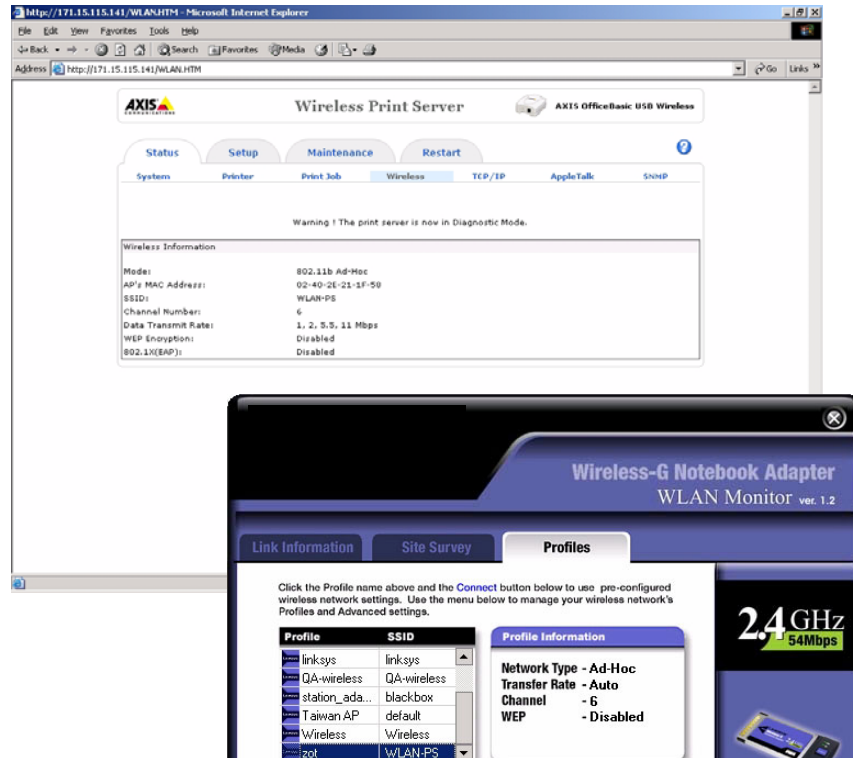 http://171.15.115.141/WLAN.HTM - Microsoft Internet Explorer
File Edit View Favorites Tools Help
Back Search Favorites Media
Address http://171.15.115.141/WLAN.HTM Go Links »
AXIS COMMUNICATIONS Wireless Print Server AXIS OfficeBasic USB Wireless
Status Setup Maintenance Restart ?
System Printer Print Job Wireless TCP/IP AppleTalk SNMP
Warning ! The print server is now in Diagnostic Mode.
Wireless Information
Mode: 802.11b Ad-Hoc
AP's MAC Address: 02-40-2E-21-1F-50
SSID: WLAN-PS
Channel Number: 6
Data Transmit Rate: 1, 2, 5.5, 11 Mbps
WEP Encryption: Disabled
802.1X(EAP): Disabled
Wireless-G Notebook Adapter
WLAN Monitor ver. 1.2
Link Information Site Survey Profiles
Click the Profile name above and the Connect button below to use pre-configured
wireless network settings. Use the menu below to manage your wireless network's
Profiles and Advanced settings.
Profile SSID
linksys linksys
QA-wireless QA-wireless
station_ada... blackbox
Taiwan AP default
Wireless Wireless
zot WLAN-PS
Profile Information
Network Type - Ad-Hoc
Transfer Rate - Auto
Channel - 6
WEP - Disabled
2.4 GHz
54Mbps